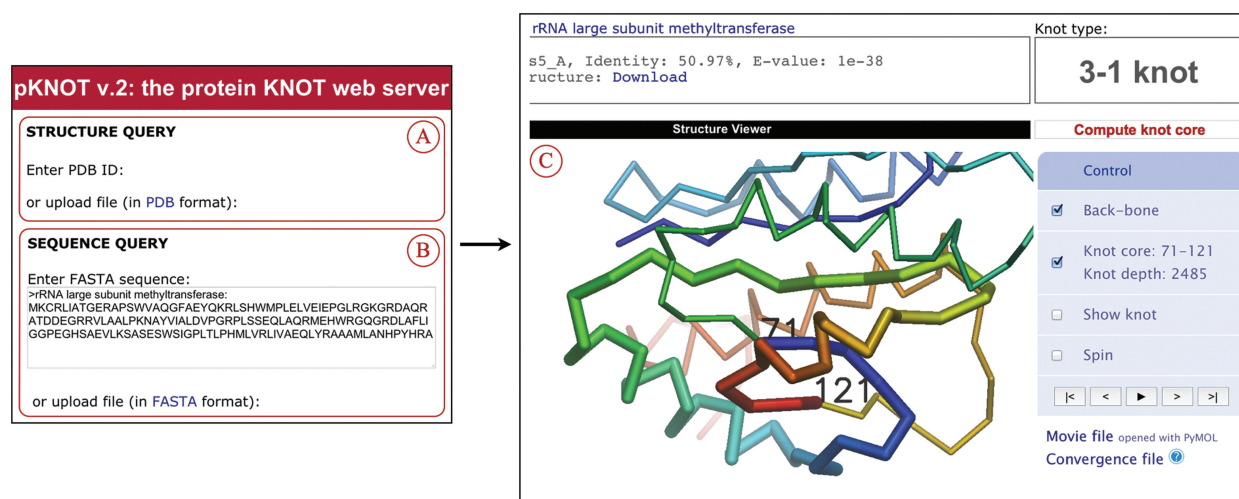 pKNOT v.2: the protein KNOT web server
STRUCTURE QUERY
A
Enter PDB ID:
or upload file (in PDB format):
SEQUENCE QUERY
B
Enter FASTA sequence:
>rRNA large subunit methyltransferase:
MKCRLIATGERAPSWVAQGFAEYQKRLSHWMPLELVEIEPGLRGKGRDAQR
ATDDEGRRVLAALPKNAYVIALDVPGRPLSSEQLAQRMEHWRGQGRDLAFLI
GGPEGHSAEVLKSASESWSIGPLTLPHMLVRLIVAEQLYRAAAMLANHPYHRA
or upload file (in FASTA format):
rRNA large subunit methyltransferase
s5_A, Identity: 50.97%, E-value: 1e-38
ructure: Download
Knot type:
3-1 knot
Structure Viewer
Compute knot core
C
71
121
Control
Back-bone
Knot core: 71-121
Knot depth: 2485
Show knot
Spin
|< < ▶ > >|
Movie file opened with PyMOL
Convergence file ?